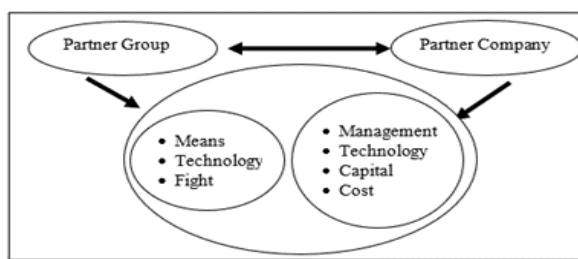 Partner Group
Partner Company
• Means
• Technology
• Fight
• Management
• Technology
• Capital
• Cost